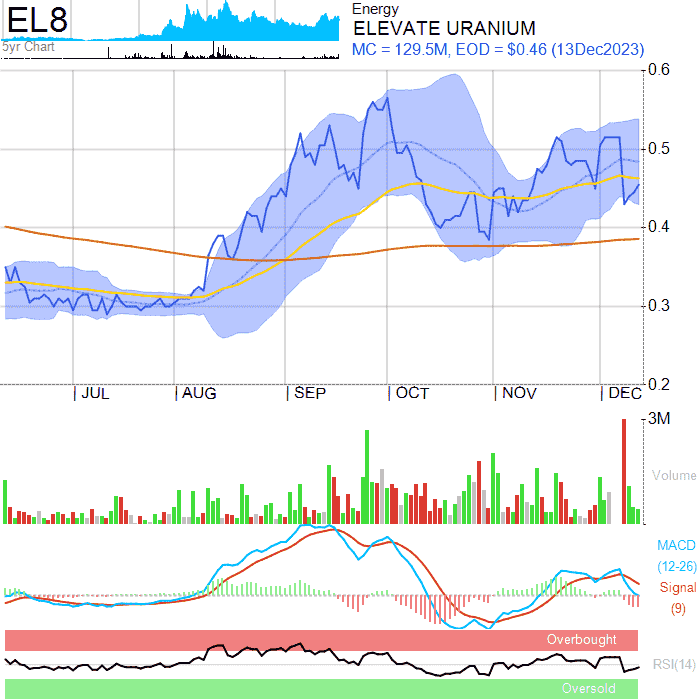 EL8
5yr Chart
Energy
ELEVATE URANIUM
MC = 129.5M, EOD = $0.46 (13Dec2023)
0.6
0.5
0.4
0.3
0.2
| JUL | AUG | SEP | OCT | NOV | DEC
3M
Volume
MACD
(12-26)
Signal
(9)
Overbought
RSI(14)
Oversold